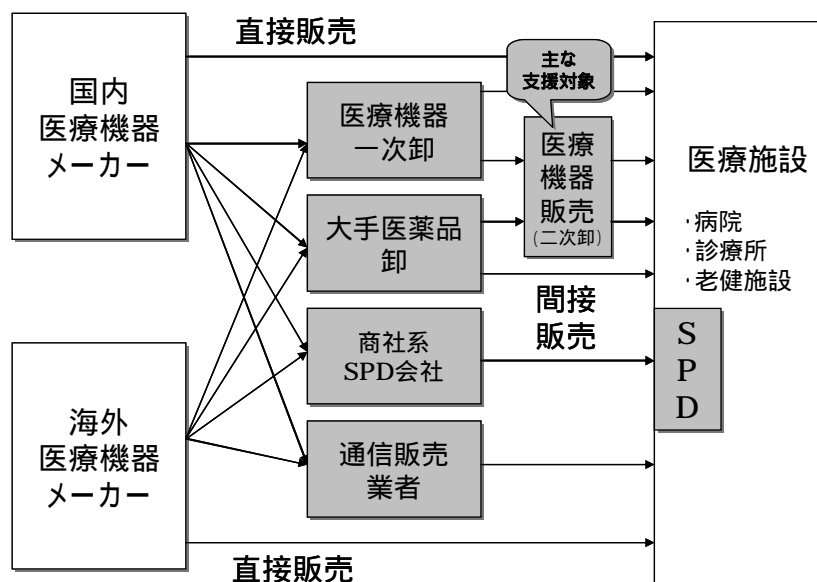 直接販売
主な
支援対象
国内
医療機器
メーカー
医療機器
一次卸
医療
機器
販売
(二次卸)
医療施設
・病院
・診療所
・老健施設
大手医薬品
卸
間接
販売
商社系
SPD会社
S
P
D
海外
医療機器
メーカー
通信販売
業者
直接販売